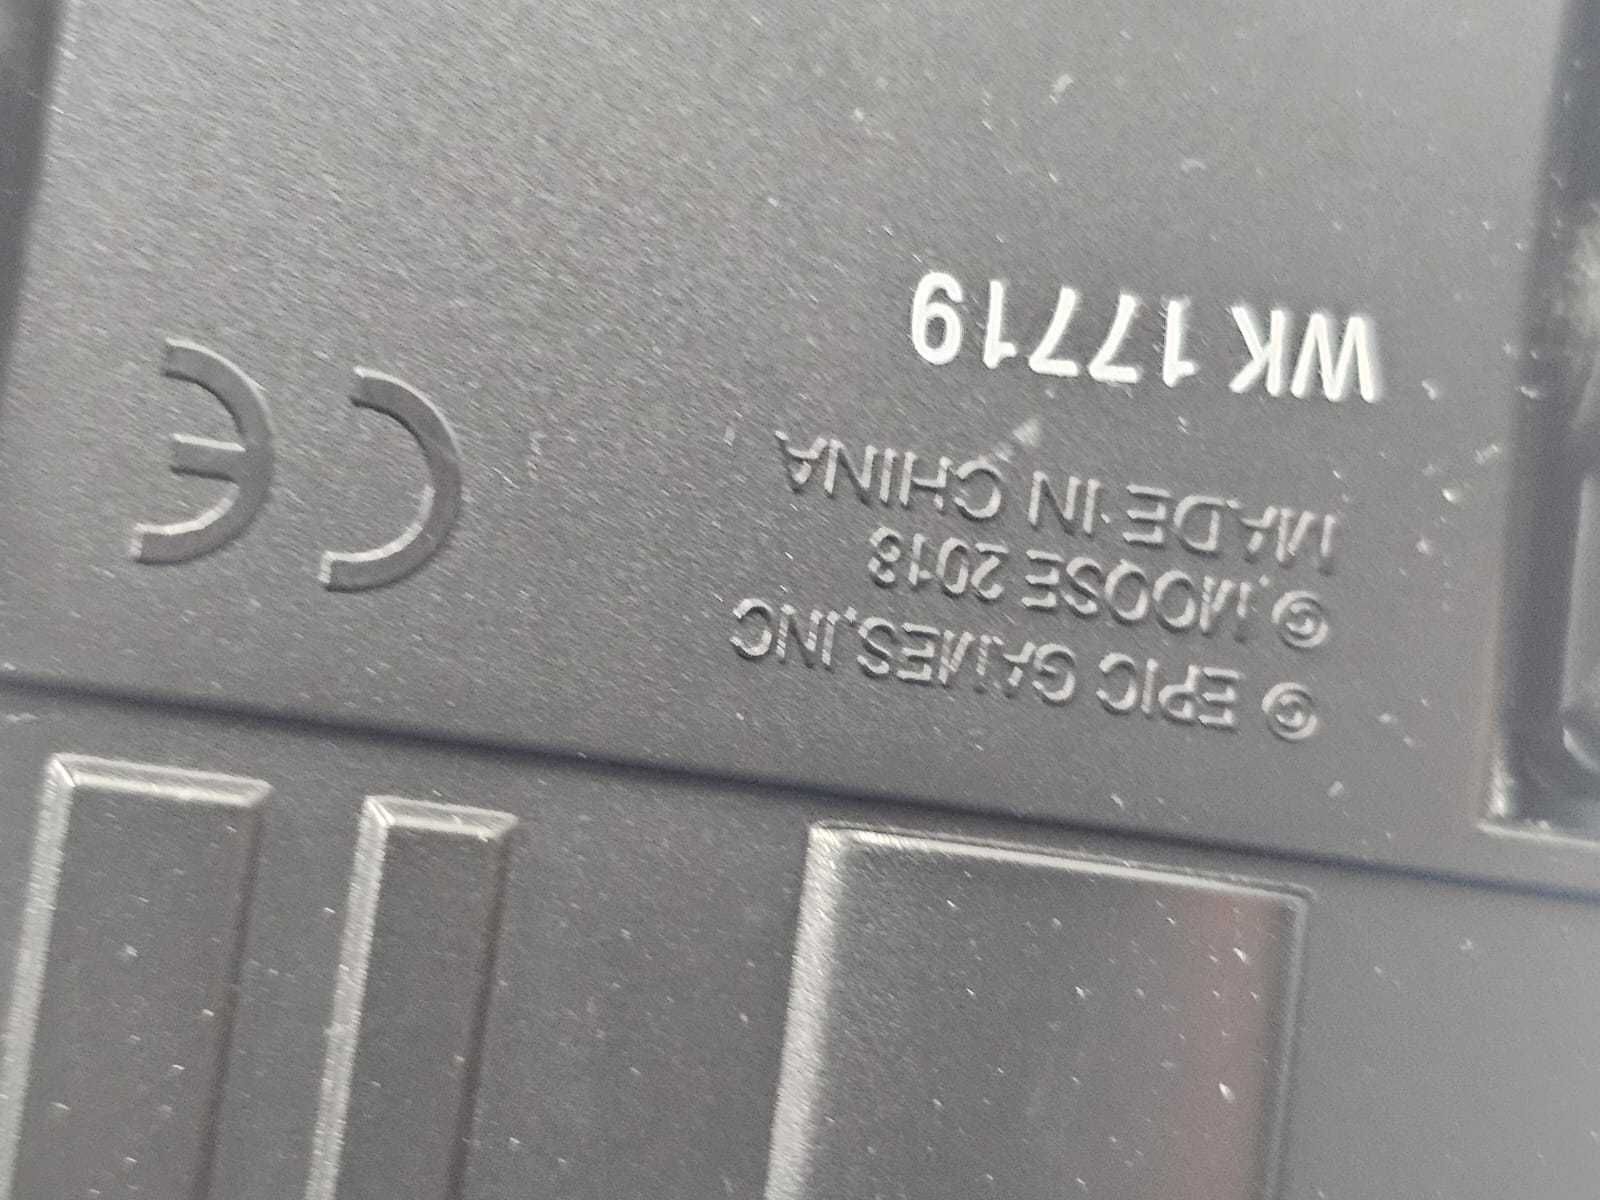 © EPIC GAMES,INC
© MOOSE 2018
MADE IN CHINA
WK 17719
CE